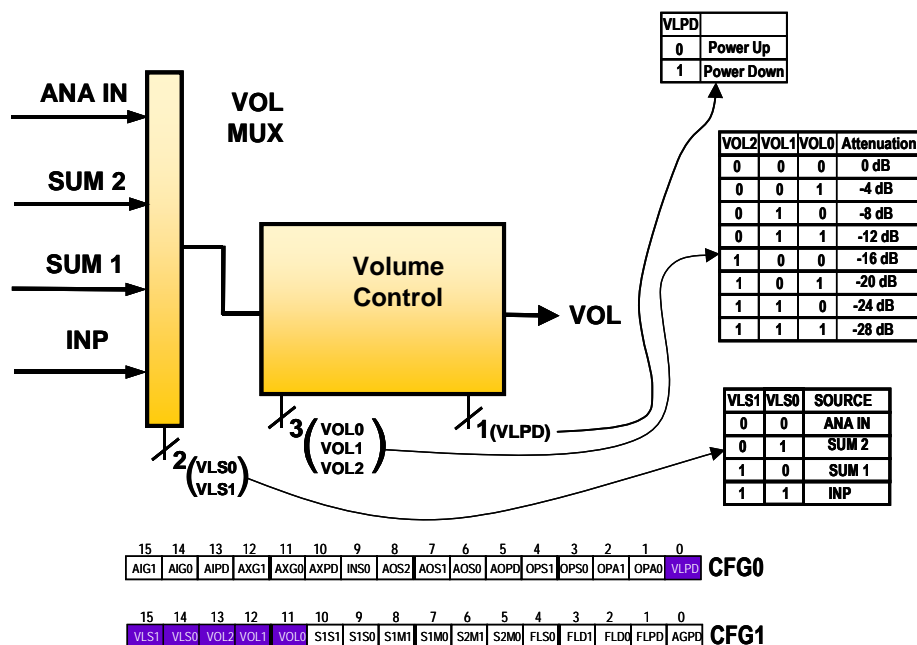 VLPD
0 Power Up
1 Power Down
ANA IN
VOL
MUX
SUM 2
SUM 1
INP
Volume
Control
VOL
VOL2 VOL1 VOL0 Attenuation
0 0 0 0 dB
0 0 1 -4 dB
0 1 0 -8 dB
0 1 1 -12 dB
1 0 0 -16 dB
1 0 1 -20 dB
1 1 0 -24 dB
1 1 1 -28 dB
3 (VOL0
VOL1
VOL2)
1 (VLPD)
2 (VLS0
VLS1)
VLS1 VLS0 SOURCE
0 0 ANA IN
0 1 SUM 2
1 0 SUM 1
1 1 INP
15 14 13 12 11 10 9 8 7 6 5 4 3 2 1 0
AIG1 AIG0 AIPD AXG1 AXG0 AXPD INS0 AOS2 AOS1 AOS0 AOPD OPS1 OPS0 OPA1 OPA0 VLPD CFG0
15 14 13 12 11 10 9 8 7 6 5 4 3 2 1 0
VLS1 VLS0 VOL2 VOL1 VOL0 S1S1 S1S0 S1M1 S1M0 S2M1 S2M0 FLS0 FLD1 FLD0 FLPD AGPD CFG1